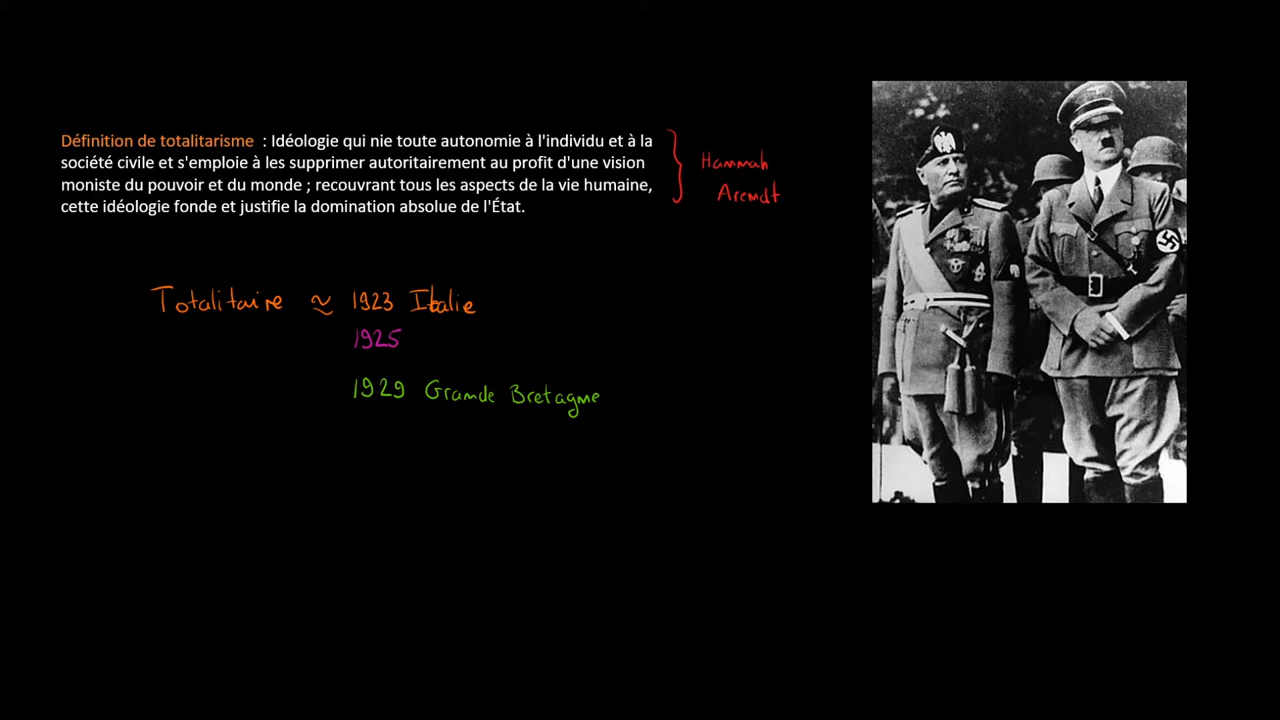 Définition de totalitarisme : Idéologie qui nie toute autonomie à l'individu et à la
société civile et s'emploie à les supprimer autoritairement au profit d'une vision
moniste du pouvoir et du monde ; recouvrant tous les aspects de la vie humaine,
cette idéologie fonde et justifie la domination absolue de l'État.
Hannah
Arendt
Totalitaire ≈ 1923 Italie
1925
1929 Grande Bretagne